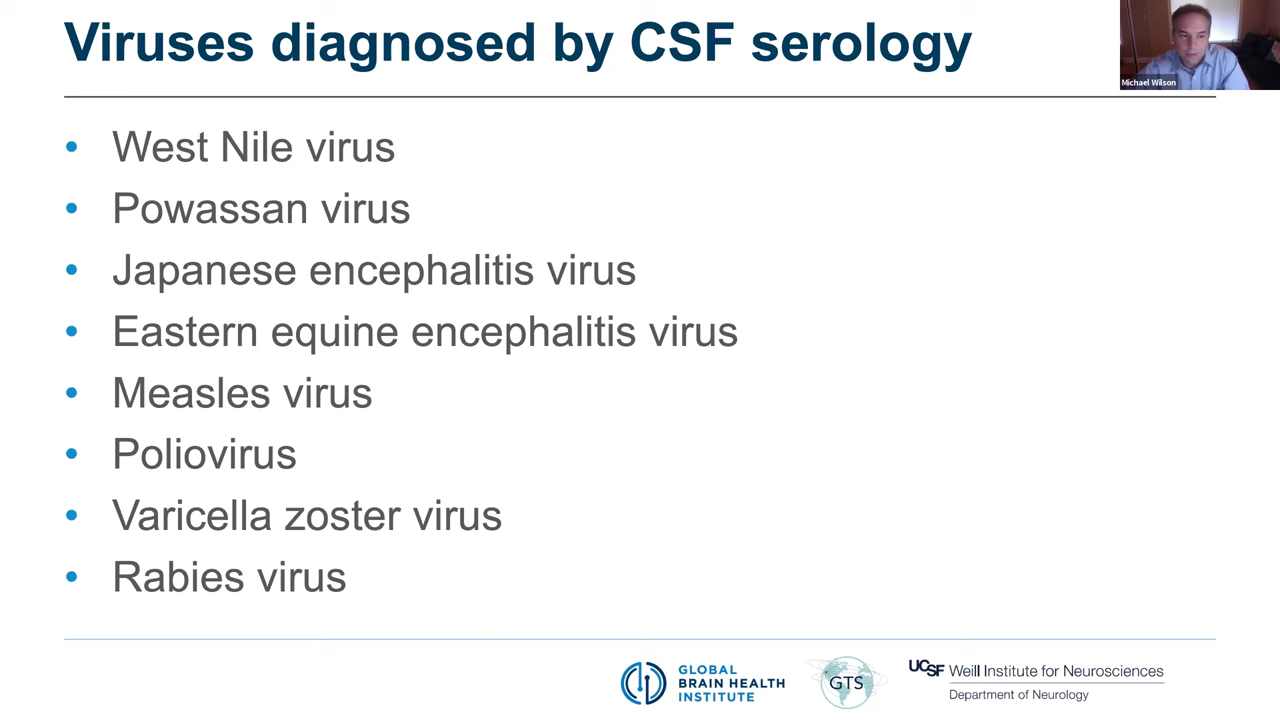 Viruses diagnosed by CSF serology
Michael Wilson
• West Nile virus
• Powassan virus
• Japanese encephalitis virus
• Eastern equine encephalitis virus
• Measles virus
• Poliovirus
• Varicella zoster virus
• Rabies virus
GLOBAL
BRAIN HEALTH
INSTITUTE
GTS
UCSF Weill Institute for Neurosciences
Department of Neurology